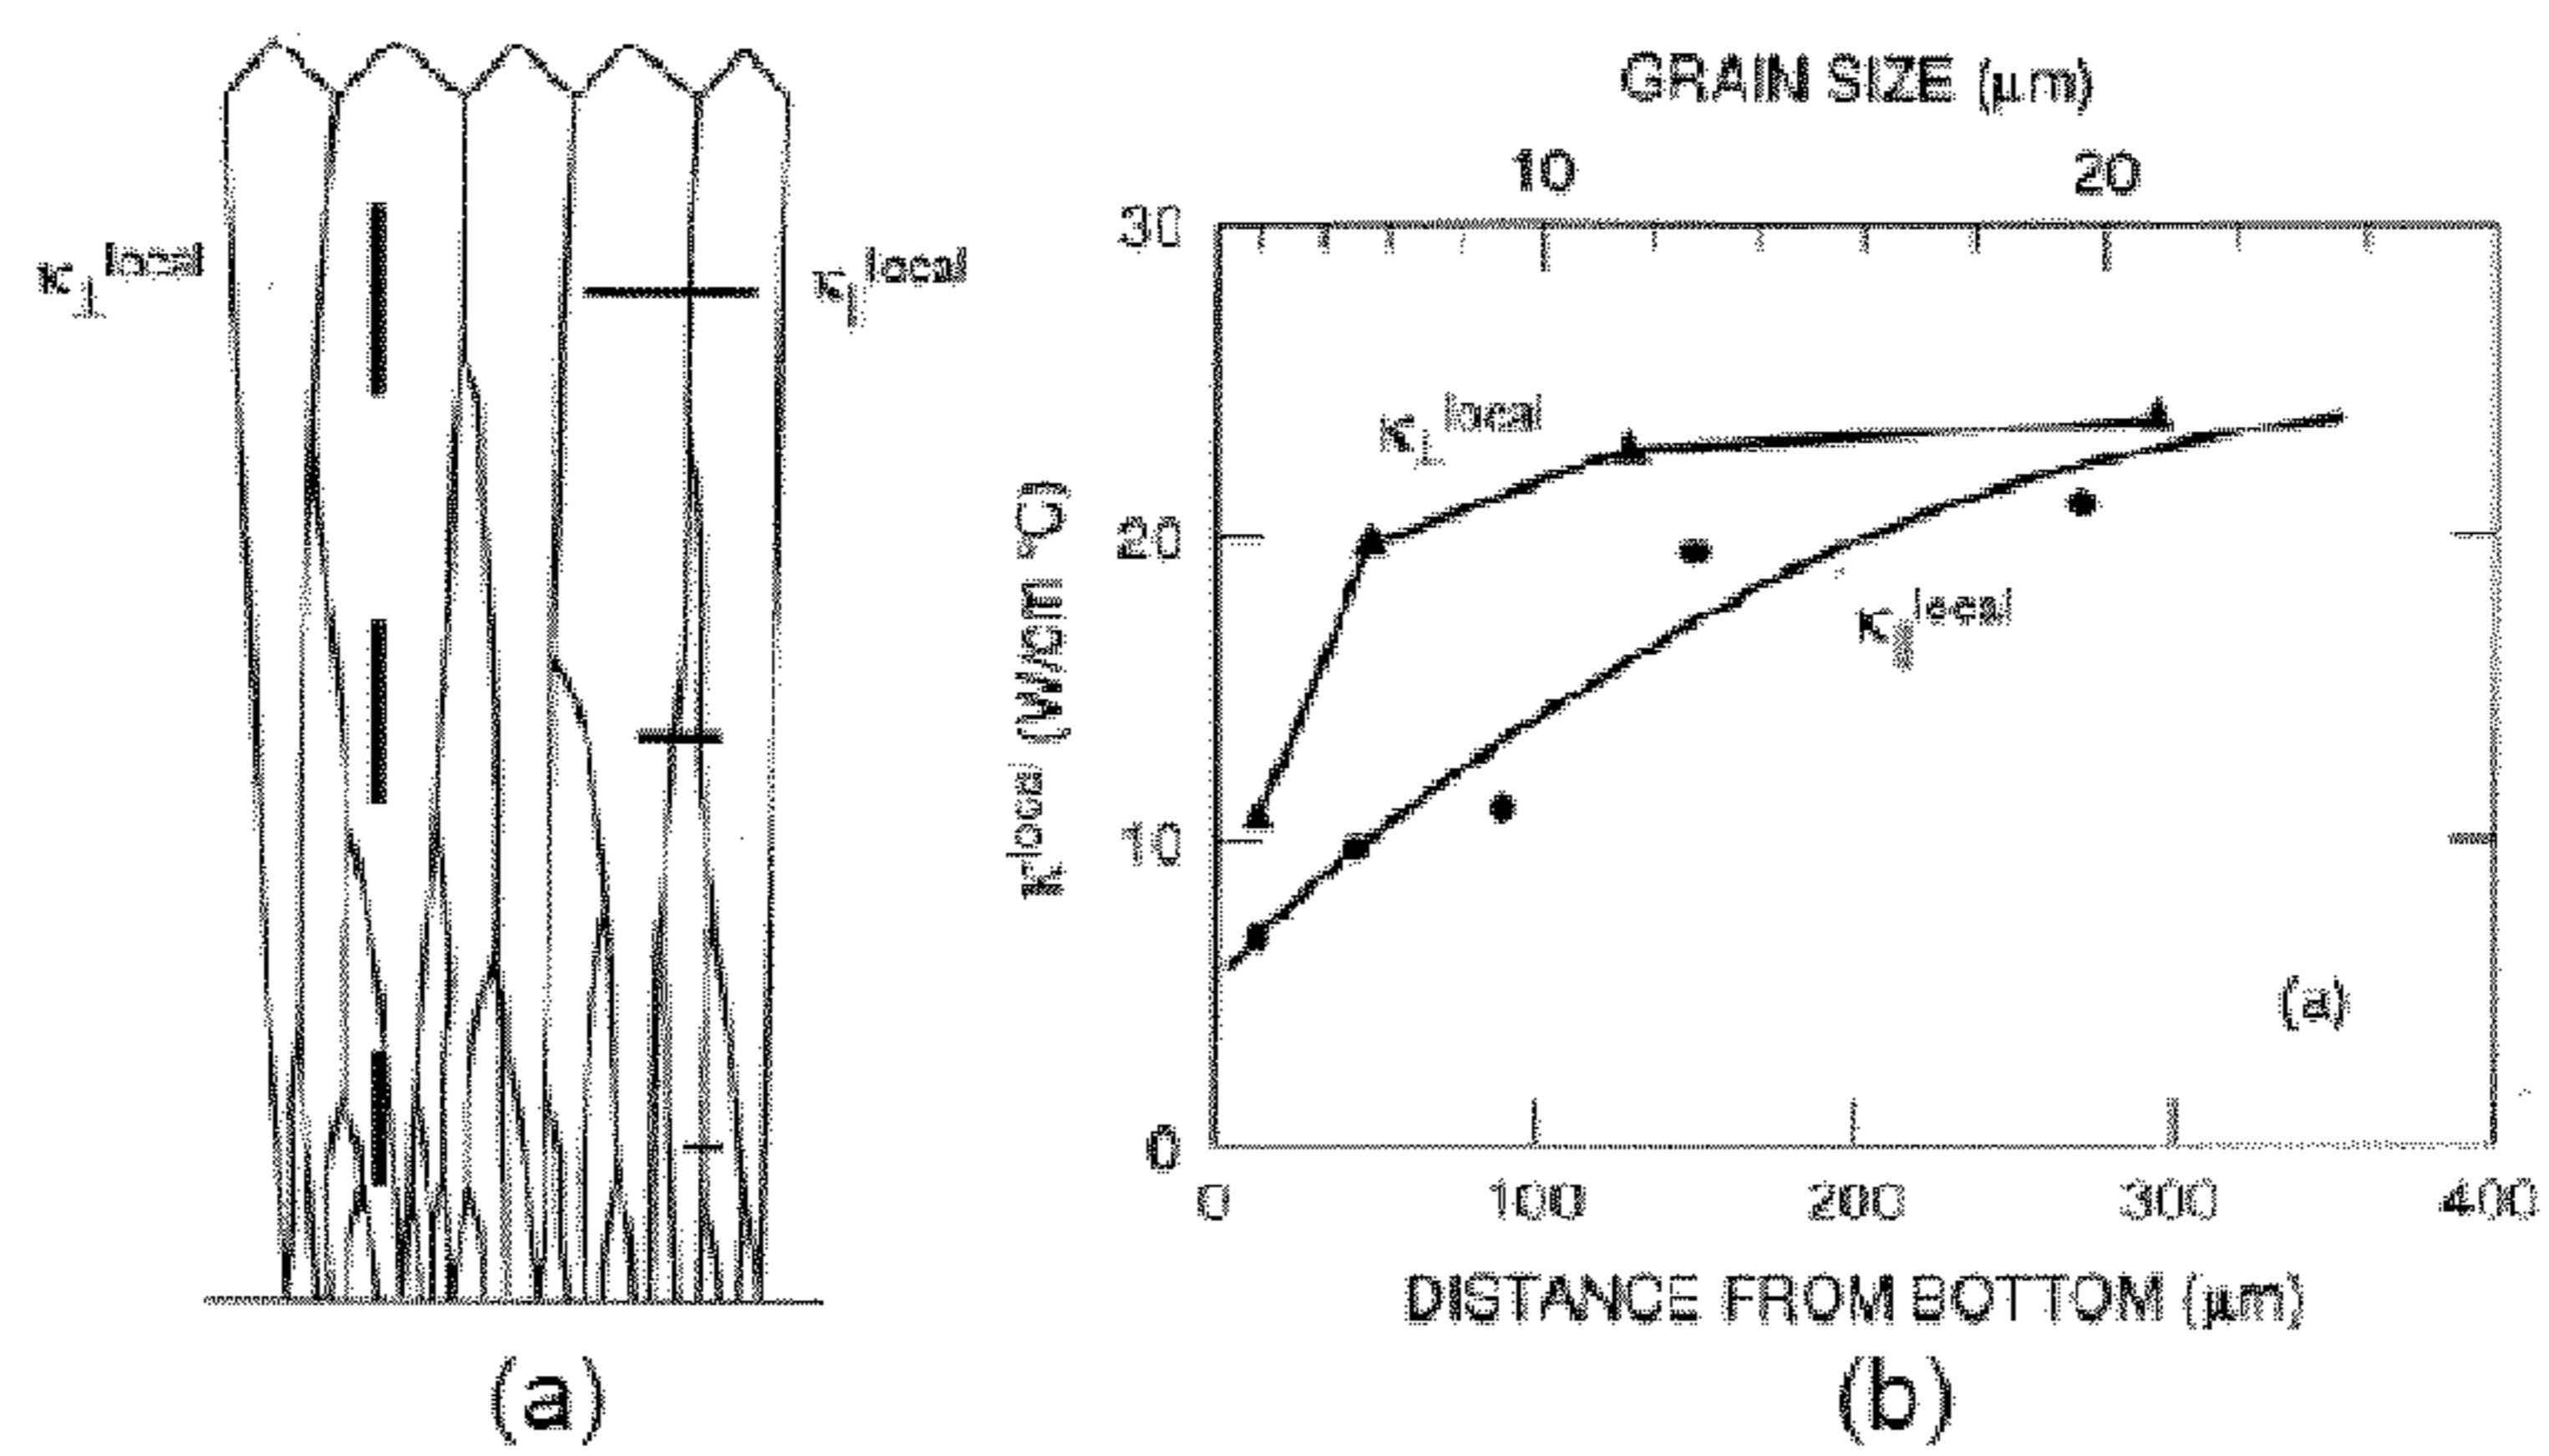 κ⊥local
κ∥local
(a)
GRAIN SIZE (μm)
10
20
30
20
10
0
κlocal (W/cm °C)
κ⊥local
κ∥local
(a)
0
100
200
300
400
DISTANCE FROM BOTTOM (μm)
(b)